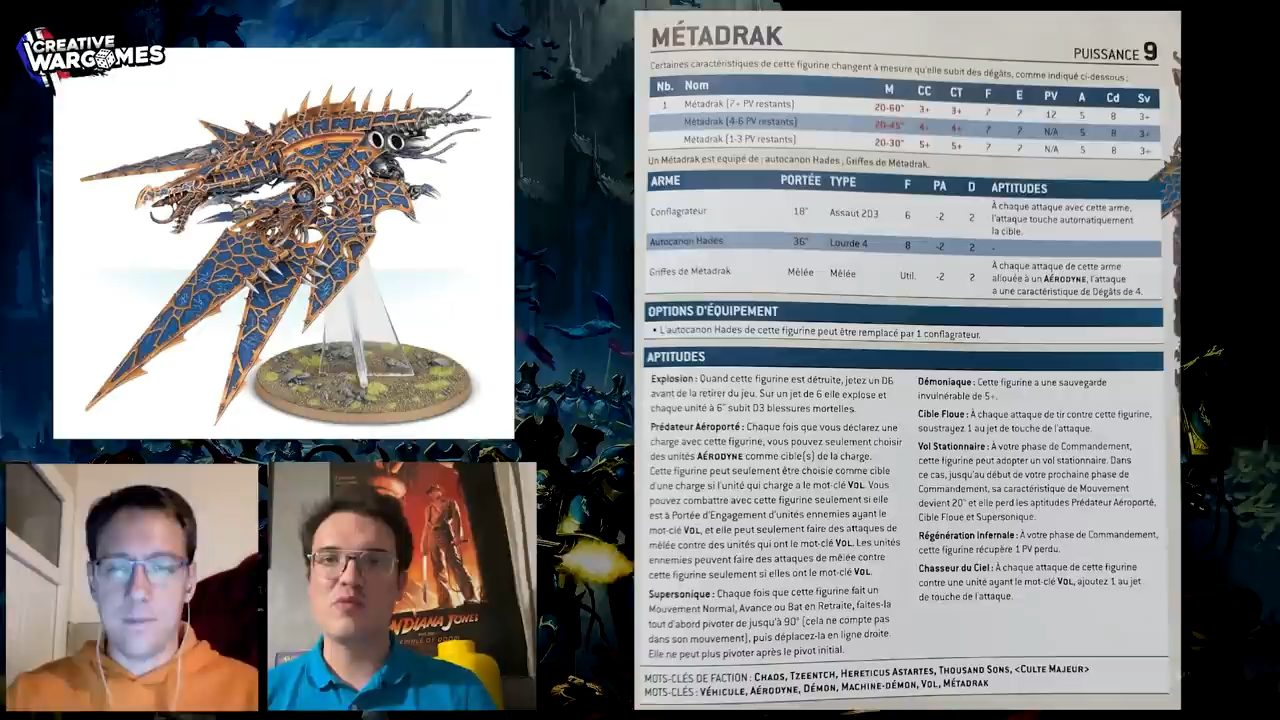 CREATIVE
WARGAMES
MÉTADRAK
PUISSANCE 9
Certaines caractéristiques de cette figurine changent à mesure qu'elle subit des dégâts, comme indiqué ci-dessous :
Nb. Nom M CC CT F E PV A Cd Sv
1 Métadrak (7+ PV restants) 20-60" 3+ 3+ 7 7 12 5 8 3+
Métadrak (4-6 PV restants) 20-45" 4+ 4+ 7 7 N/A 5 8 3+
Métadrak (1-3 PV restants) 20-30" 5+ 5+ 7 7 N/A 5 8 3+
Un Métadrak est équipé de : autocanon Hades ; Griffes de Métadrak.
ARME PORTÉE TYPE F PA D APTITUDES
Conflagrateur 18" Assaut 2D3 6 -2 2 À chaque attaque avec cette arme,
l'attaque touche automatiquement
la cible.
Autocanon Hades 36" Lourde 4 8 -2 2 -
Griffes de Métadrak Mêlée Mêlée Util. -2 2 À chaque attaque de cette arme
allouée à un AÉRODYNE, l'attaque
a une caractéristique de Dégâts de 4.
OPTIONS D'ÉQUIPEMENT
• L'autocanon Hades de cette figurine peut être remplacé par 1 conflagrateur.
APTITUDES
Explosion : Quand cette figurine est détruite, jetez un D6
avant de la retirer du jeu. Sur un jet de 6 elle explose et
chaque unité à 6" subit D3 blessures mortelles.
Prédateur Aéroporté : Chaque fois que vous déclarez une
charge avec cette figurine, vous pouvez seulement choisir
des unités AÉRODYNE comme cible(s) de la charge.
Cette figurine peut seulement être choisie comme cible
d'une charge si l'unité qui charge a le mot-clé VOL. Vous
pouvez combattre avec cette figurine seulement si elle
est à Portée d'Engagement d'unités ennemies ayant le
mot-clé VOL, et elle peut seulement faire des attaques de
mêlée contre des unités qui ont le mot-clé VOL. Les unités
ennemies peuvent faire des attaques de mêlée contre
cette figurine seulement si elles ont le mot-clé VOL.
Supersonique : Chaque fois que cette figurine fait un
Mouvement Normal, Avance ou Bat en Retraite, faites-la
tout d'abord pivoter de jusqu'à 90° (cela ne compte pas
dans son mouvement), puis déplacez-la en ligne droite.
Elle ne peut plus pivoter après le pivot initial.
Démoniaque : Cette figurine a une sauvegarde
invulnérable de 5+.
Cible Floue : À chaque attaque de tir contre cette figurine,
soustrayez 1 au jet de touche de l'attaque.
Vol Stationnaire : À votre phase de Commandement,
cette figurine peut adopter un vol stationnaire. Dans
ce cas, jusqu'au début de votre prochaine phase de
Commandement, sa caractéristique de Mouvement
devient 20" et elle perd les aptitudes Prédateur Aéroporté,
Cible Floue et Supersonique.
Régénération Infernale : À votre phase de Commandement,
cette figurine récupère 1 PV perdu.
Chasseur du Ciel : À chaque attaque de cette figurine
contre une unité ayant le mot-clé VOL, ajoutez 1 au jet
de touche de l'attaque.
MOTS-CLÉS DE FACTION : CHAOS, TZEENTCH, HERETICUS ASTARTES, THOUSAND SONS, <CULTE MAJEUR>
MOTS-CLÉS : VÉHICULE, AÉRODYNE, DÉMON, MACHINE-DÉMON, VOL, MÉTADRAK
INDIANA JONES
TEMPLE OF DOOM